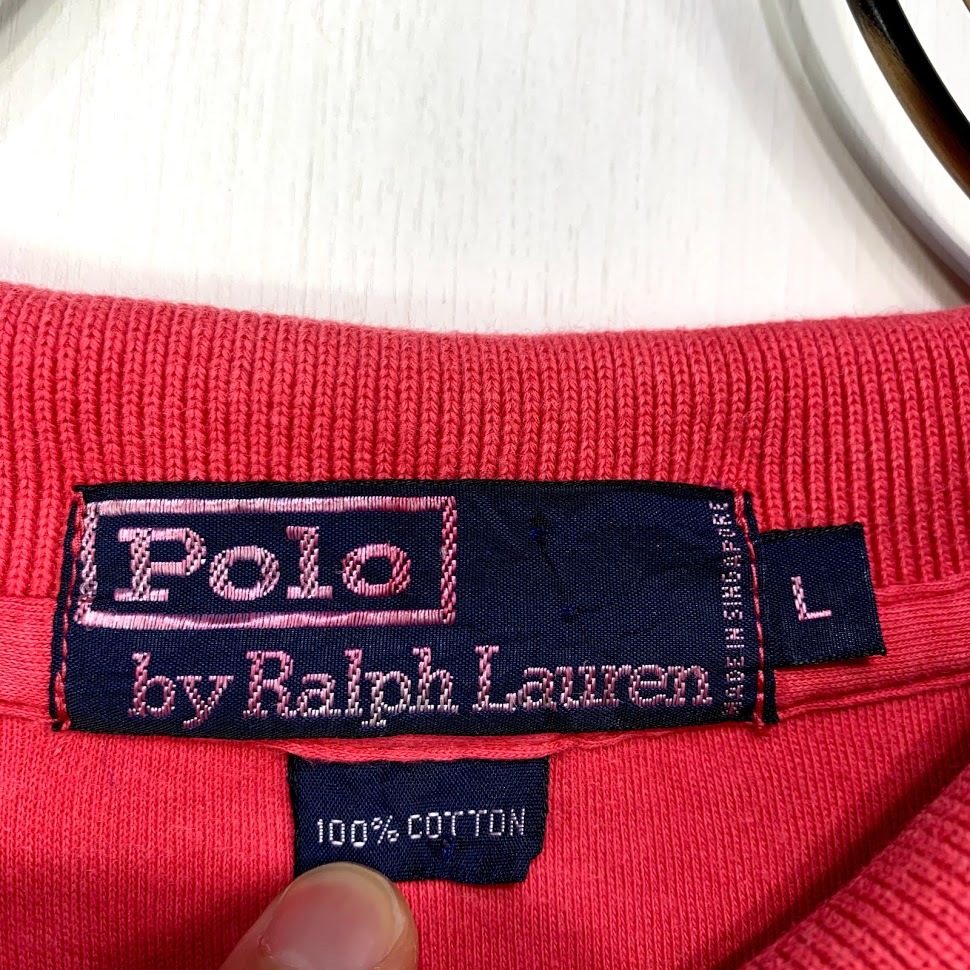 Polo
by Ralph Lauren
MADE IN SINGAPORE
L
100% COTTON